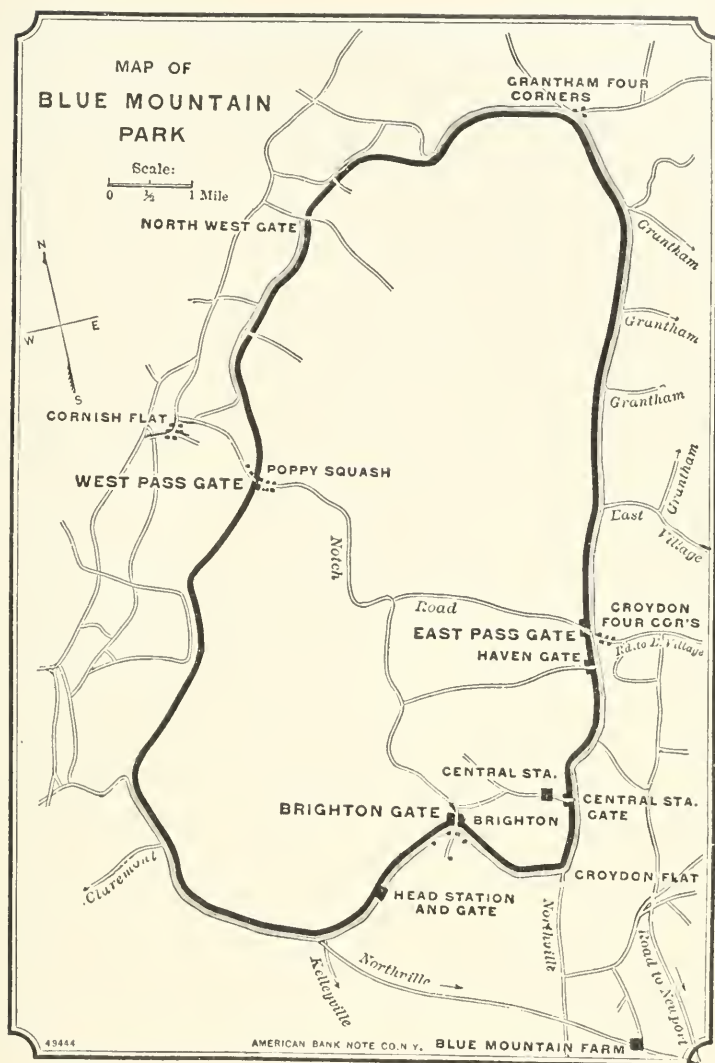 MAP OF
BLUE MOUNTAIN
PARK
Scale:
0 ½ 1 Mile
GRANTHAM FOUR
CORNERS
NORTH WEST GATE
Grantham
N
W E
S
Grantham
Grantham
CORNISH FLAT
POPPY SQUASH
WEST PASS GATE
Grantham
East Village
Notch Road
CROYDON
FOUR COR'S
EAST PASS GATE
Rd. to E. Village
HAVEN GATE
CENTRAL STA.
CENTRAL STA.
GATE
BRIGHTON GATE
BRIGHTON
CROYDON FLAT
Claremont
HEAD STATION
AND GATE
Northville
Road to Newport
Northville
Kelleyville
49444
AMERICAN BANK NOTE CO. N Y.
BLUE MOUNTAIN FARM